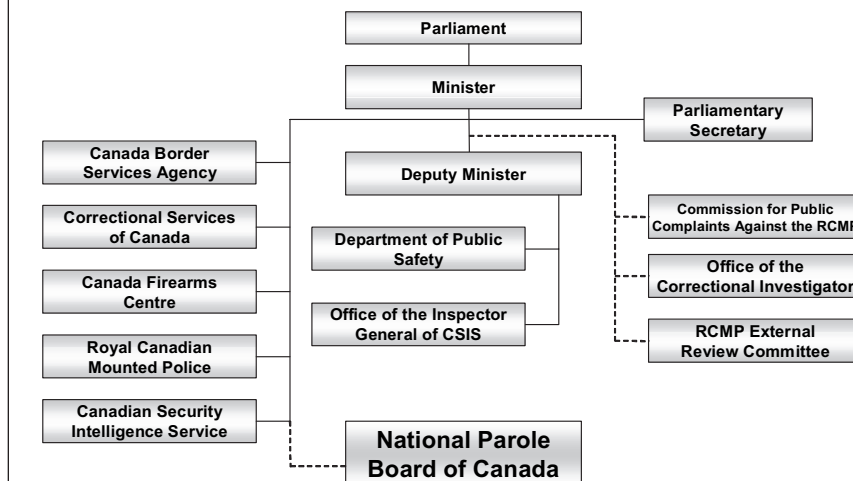 Parliament
Minister
Parliamentary
Secretary
Canada Border
Services Agency
Deputy Minister
Correctional Services
of Canada
Commission for Public
Complaints Against the RCMP
Department of Public
Safety
Office of the
Correctional Investigator
Canada Firearms
Centre
Office of the Inspector
General of CSIS
RCMP External
Review Committee
Royal Canadian
Mounted Police
Canadian Security
Intelligence Service
National Parole
Board of Canada